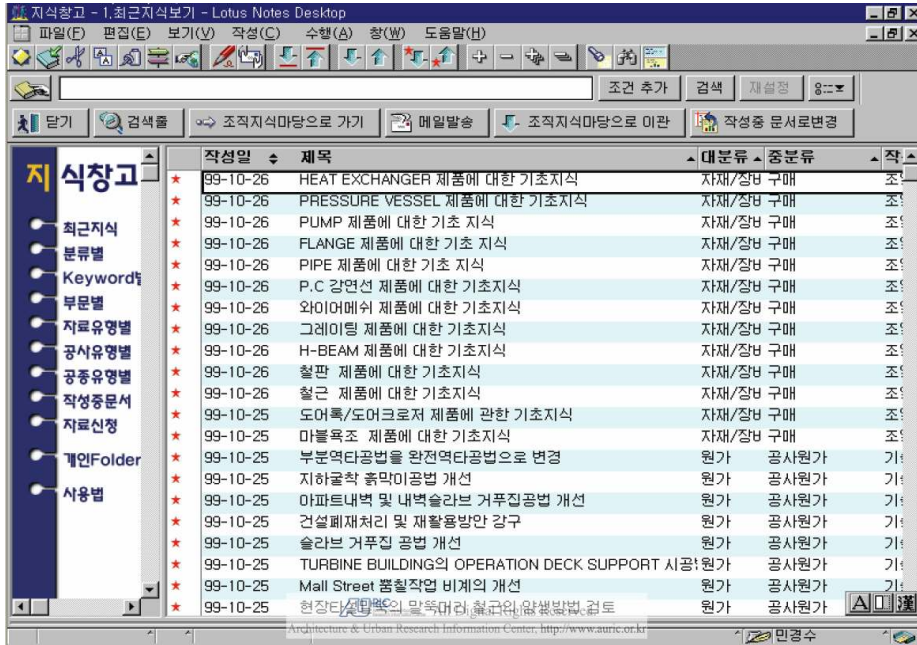 지식창고 - 1.최근지식보기 - Lotus Notes Desktop
파일(F) 편집(E) 보기(V) 작성(C) 수행(A) 창(W) 도움말(H)
조건 추가 검색 재설정
닫기 검색줄 조직지식마당으로 가기 메일발송 조직지식마당으로 이관 작성중 문서로변경
지식창고
최근지식
분류별
Keyword별
부문별
자료유형별
공사유형별
공종유형별
작성중문서
자료신청
개인Folder
사용법
작성일 제목 대분류 중분류 작
99-10-26 HEAT EXCHANGER 제품에 대한 기초지식 자재/장비 구매
99-10-26 PRESSURE VESSEL 제품에 대한 기초지식 자재/장비 구매
99-10-26 PUMP 제품에 대한 기초 지식 자재/장비 구매
99-10-26 FLANGE 제품에 대한 기초 지식 자재/장비 구매
99-10-26 PIPE 제품에 대한 기초 지식 자재/장비 구매
99-10-26 P.C 강연선 제품에 대한 기초지식 자재/장비 구매
99-10-26 와이어메쉬 제품에 대한 기초지식 자재/장비 구매
99-10-26 그레이팅 제품에 대한 기초지식 자재/장비 구매
99-10-26 H-BEAM 제품에 대한 기초지식 자재/장비 구매
99-10-26 철판 제품에 대한 기초지식 자재/장비 구매
99-10-26 철근 제품에 대한 기초지식 자재/장비 구매
99-10-25 도어록/도어크로저 제품에 관한 기초지식 자재/장비 구매
99-10-25 마블욕조 제품에 대한 기초지식 자재/장비 구매
99-10-25 부분역타공법을 완전역타공법으로 변경 원가 공사원가
99-10-25 지하굴착 흙막이공법 개선 원가 공사원가
99-10-25 아파트내벽 및 내벽슬라브 거푸집공법 개선 원가 공사원가
99-10-25 건설폐재처리 및 재활용방안 강구 원가 공사원가
99-10-25 슬라브 거푸집 공법 개선 원가 공사원가
99-10-25 TURBINE BUILDING의 OPERATION DECK SUPPORT 시공 원가 공사원가
99-10-25 Mall Street 뿜칠작업 비계의 개선 원가 공사원가
99-10-25 말뚝머리 철근의 양생방법 검토 원가 공사원가
A 漢
Architecture & Urban Research Information Center, http://www.auric.or.kr
민경수